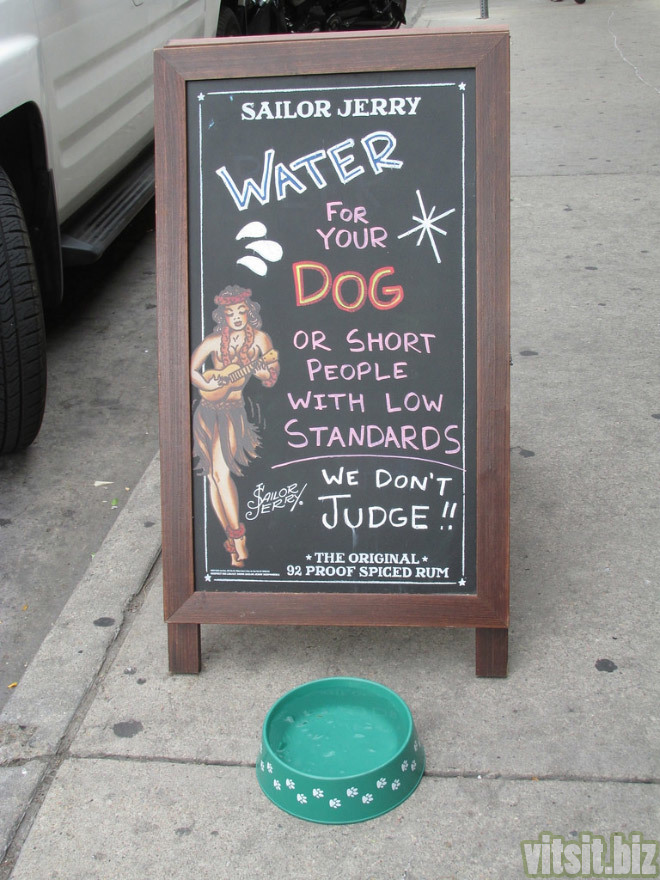 SAILOR JERRY
WATER
FOR
YOUR
DOG
OR SHORT
PEOPLE
WITH LOW
STANDARDS
WE DON'T
JUDGE!!
SAILOR
JERRY
THE ORIGINAL
92 PROOF SPICED RUM
vitsit.biz